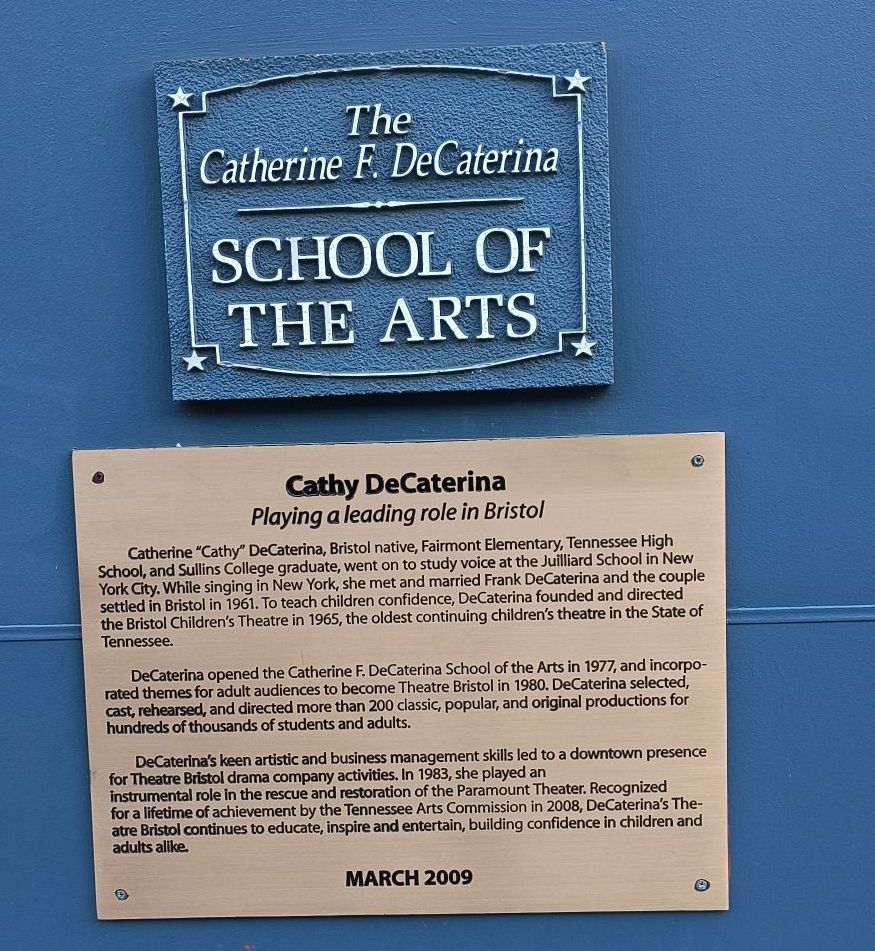 The
Catherine F. DeCaterina
SCHOOL OF
THE ARTS
Cathy DeCaterina
Playing a leading role in Bristol
Catherine “Cathy” DeCaterina, Bristol native, Fairmont Elementary, Tennessee High
School, and Sullins College graduate, went on to study voice at the Juilliard School in New
York City. While singing in New York, she met and married Frank DeCaterina and the couple
settled in Bristol in 1961. To teach children confidence, DeCaterina founded and directed
the Bristol Children’s Theatre in 1965, the oldest continuing children’s theatre in the State of
Tennessee.
DeCaterina opened the Catherine F. DeCaterina School of the Arts in 1977, and incorpo-
rated themes for adult audiences to become Theatre Bristol in 1980. DeCaterina selected,
cast, rehearsed, and directed more than 200 classic, popular, and original productions for
hundreds of thousands of students and adults.
DeCaterina’s keen artistic and business management skills led to a downtown presence
for Theatre Bristol drama company activities. In 1983, she played an
instrumental role in the rescue and restoration of the Paramount Theater. Recognized
for a lifetime of achievement by the Tennessee Arts Commission in 2008, DeCaterina’s The-
atre Bristol continues to educate, inspire and entertain, building confidence in children and
adults alike.
MARCH 2009